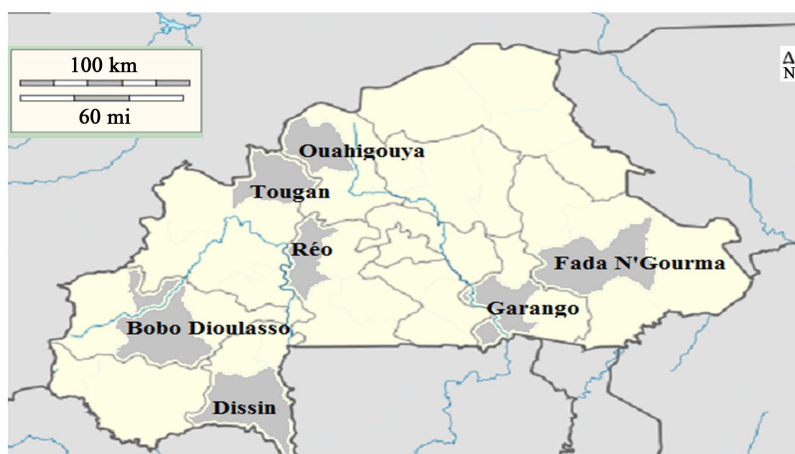 100 km
60 mi
Δ
N
Ouahigouya
Tougan
Réo
Fada N'Gourma
Garango
Bobo Dioulasso
Dissin